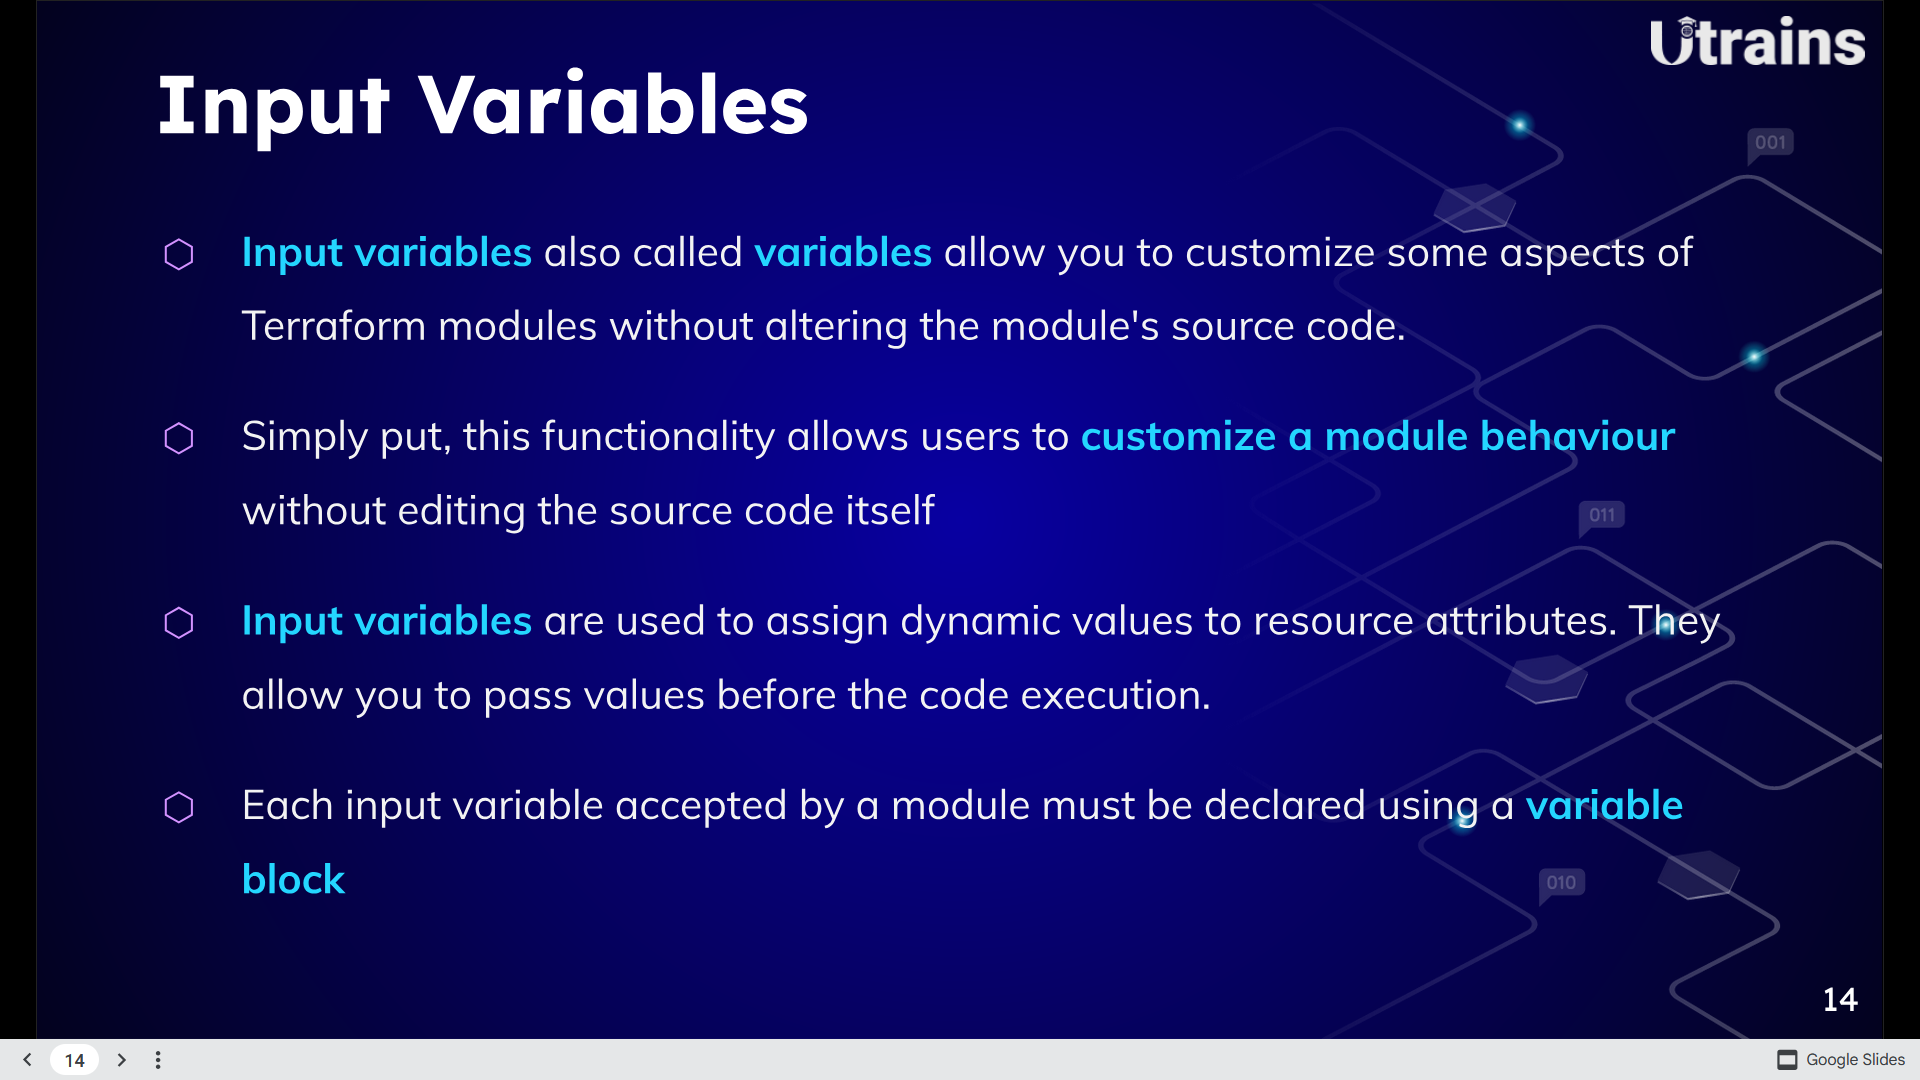 Utrains
Input Variables
001
Input variables also called variables allow you to customize some aspects of
Terraform modules without altering the module's source code.
Simply put, this functionality allows users to customize a module behaviour
without editing the source code itself
011
Input variables are used to assign dynamic values to resource attributes. They
allow you to pass values before the code execution.
Each input variable accepted by a module must be declared using a variable
block
010
14
14
Google Slides